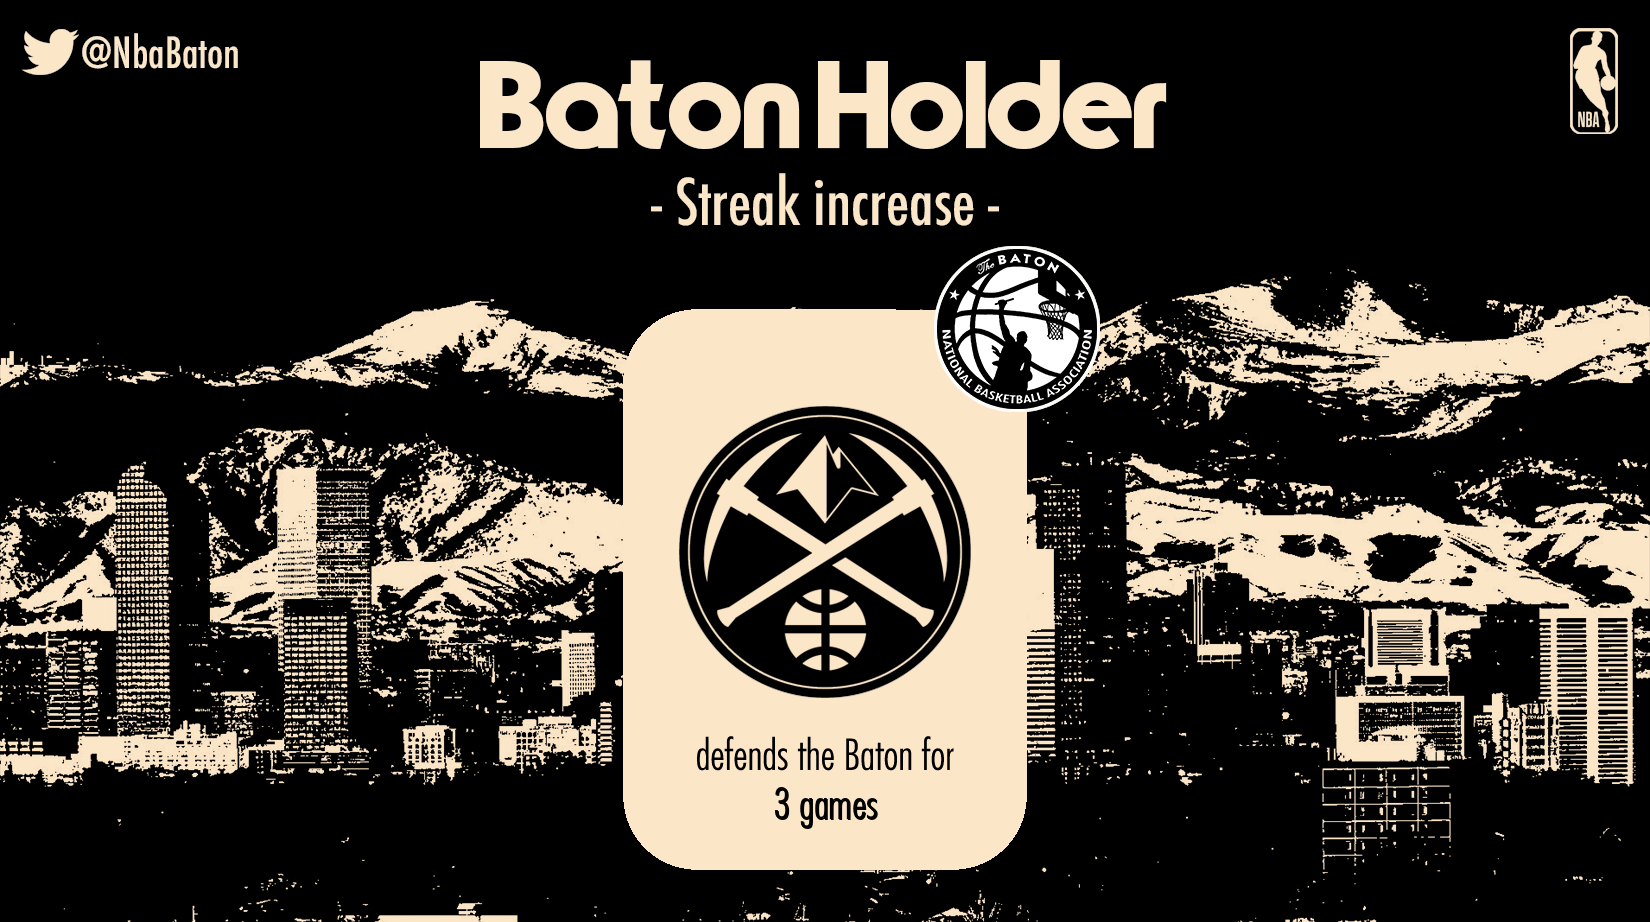 @NbaBaton
NBA
Baton Holder
- Streak increase -
The BATON
NATIONAL BASKETBALL ASSOCIATION
defends the Baton for
3 games